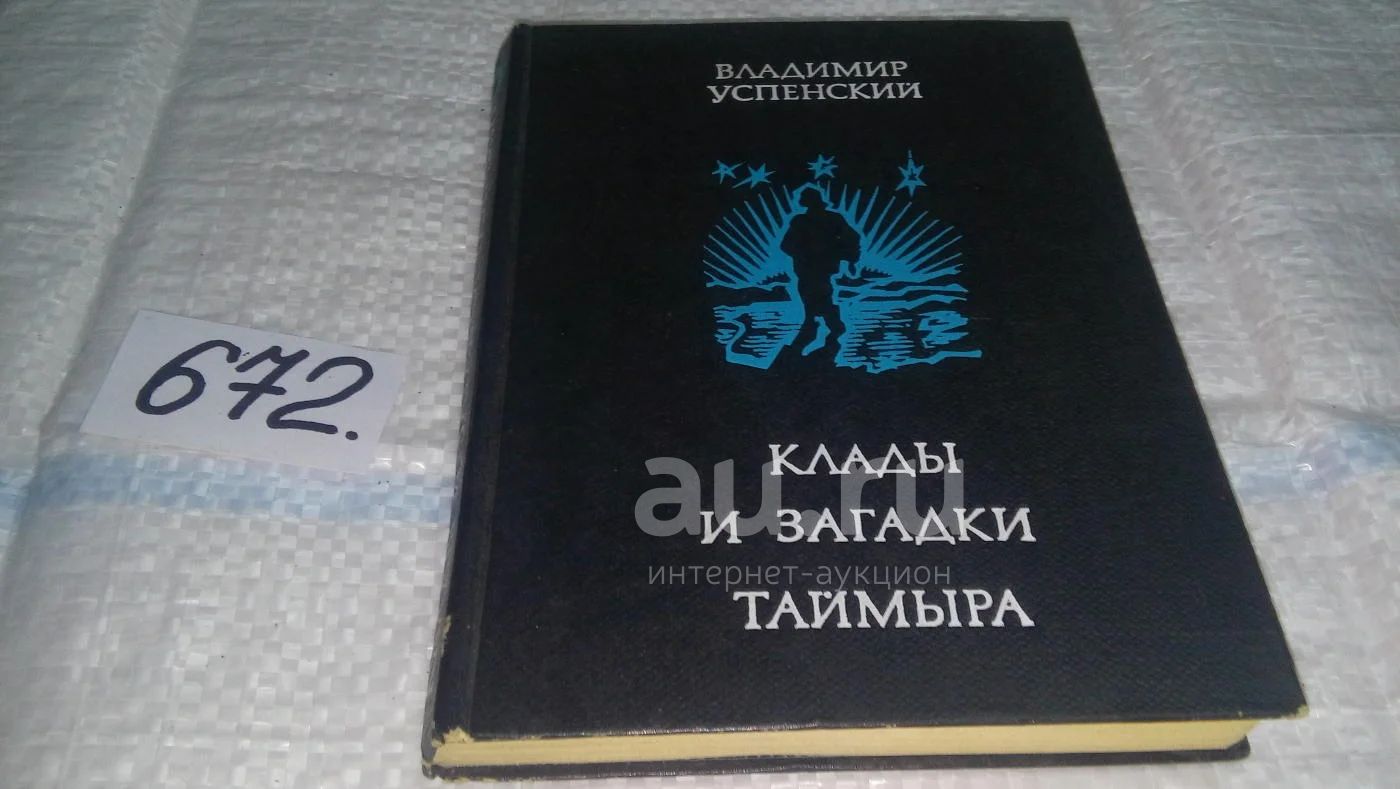 ВЛАДИМИР
УСПЕНСКИЙ
672.
КЛАДЫ
au.ru
И ЗАГАДКИ
интернет-аукцион
ТАЙМЫРА